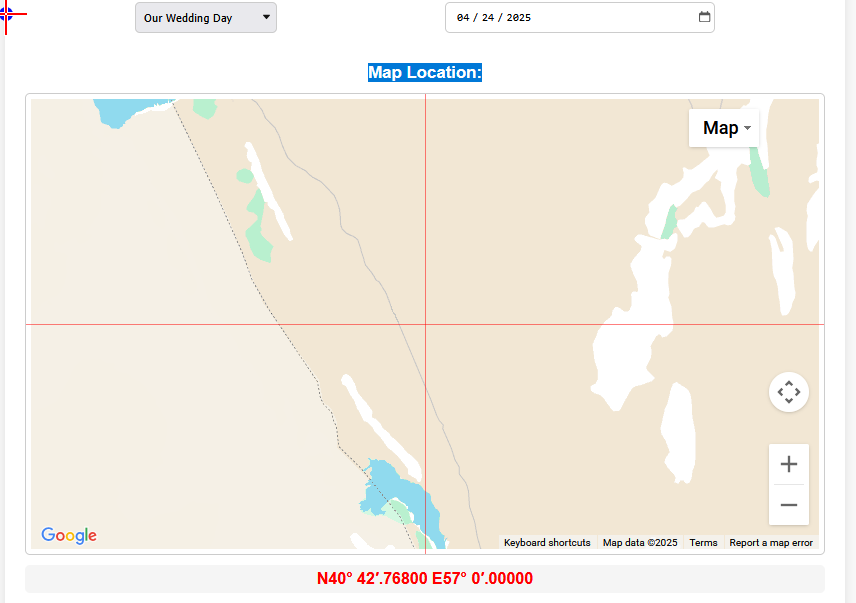 Our Wedding Day
04 / 24 / 2025
Map Location:
Map
Google
Keyboard shortcuts Map data ©2025 Terms Report a map error
N40° 42′.76800 E57° 0′.00000